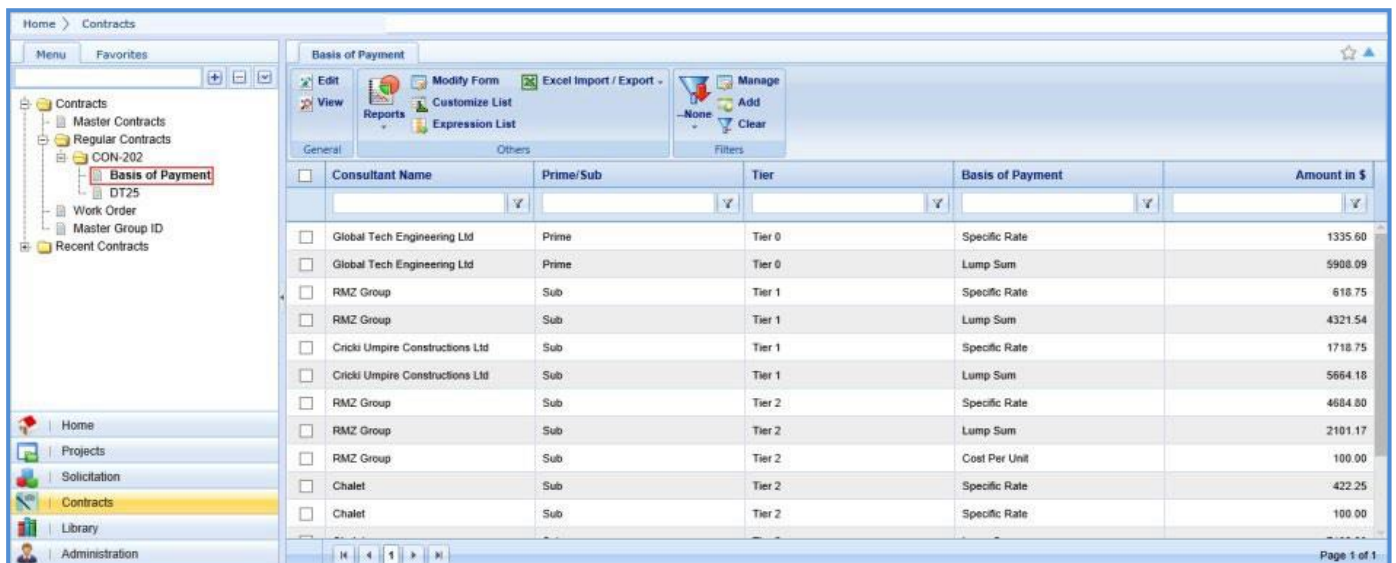 Home > Contracts
Menu Favorites
Contracts
Master Contracts
Regular Contracts
CON-202
Basis of Payment
DT25
Work Order
Master Group ID
Recent Contracts
Home
Projects
Solicitation
Contracts
Library
Administration
Basis of Payment
Edit
View
General
Reports
Modify Form
Customize List
Expression List
Excel Import / Export
Others
--None
Manage
Add
Clear
Filters
Consultant Name Prime/Sub Tier Basis of Payment Amount in $
Global Tech Engineering Ltd Prime Tier 0 Specific Rate 1335.60
Global Tech Engineering Ltd Prime Tier 0 Lump Sum 5908.09
RMZ Group Sub Tier 1 Specific Rate 618.75
RMZ Group Sub Tier 1 Lump Sum 4321.54
Cricki Umpire Constructions Ltd Sub Tier 1 Specific Rate 1718.75
Cricki Umpire Constructions Ltd Sub Tier 1 Lump Sum 5664.18
RMZ Group Sub Tier 2 Specific Rate 4684.80
RMZ Group Sub Tier 2 Lump Sum 2101.17
RMZ Group Sub Tier 2 Cost Per Unit 100.00
Chalet Sub Tier 2 Specific Rate 422.25
Chalet Sub Tier 2 Specific Rate 100.00
1
Page 1 of 1